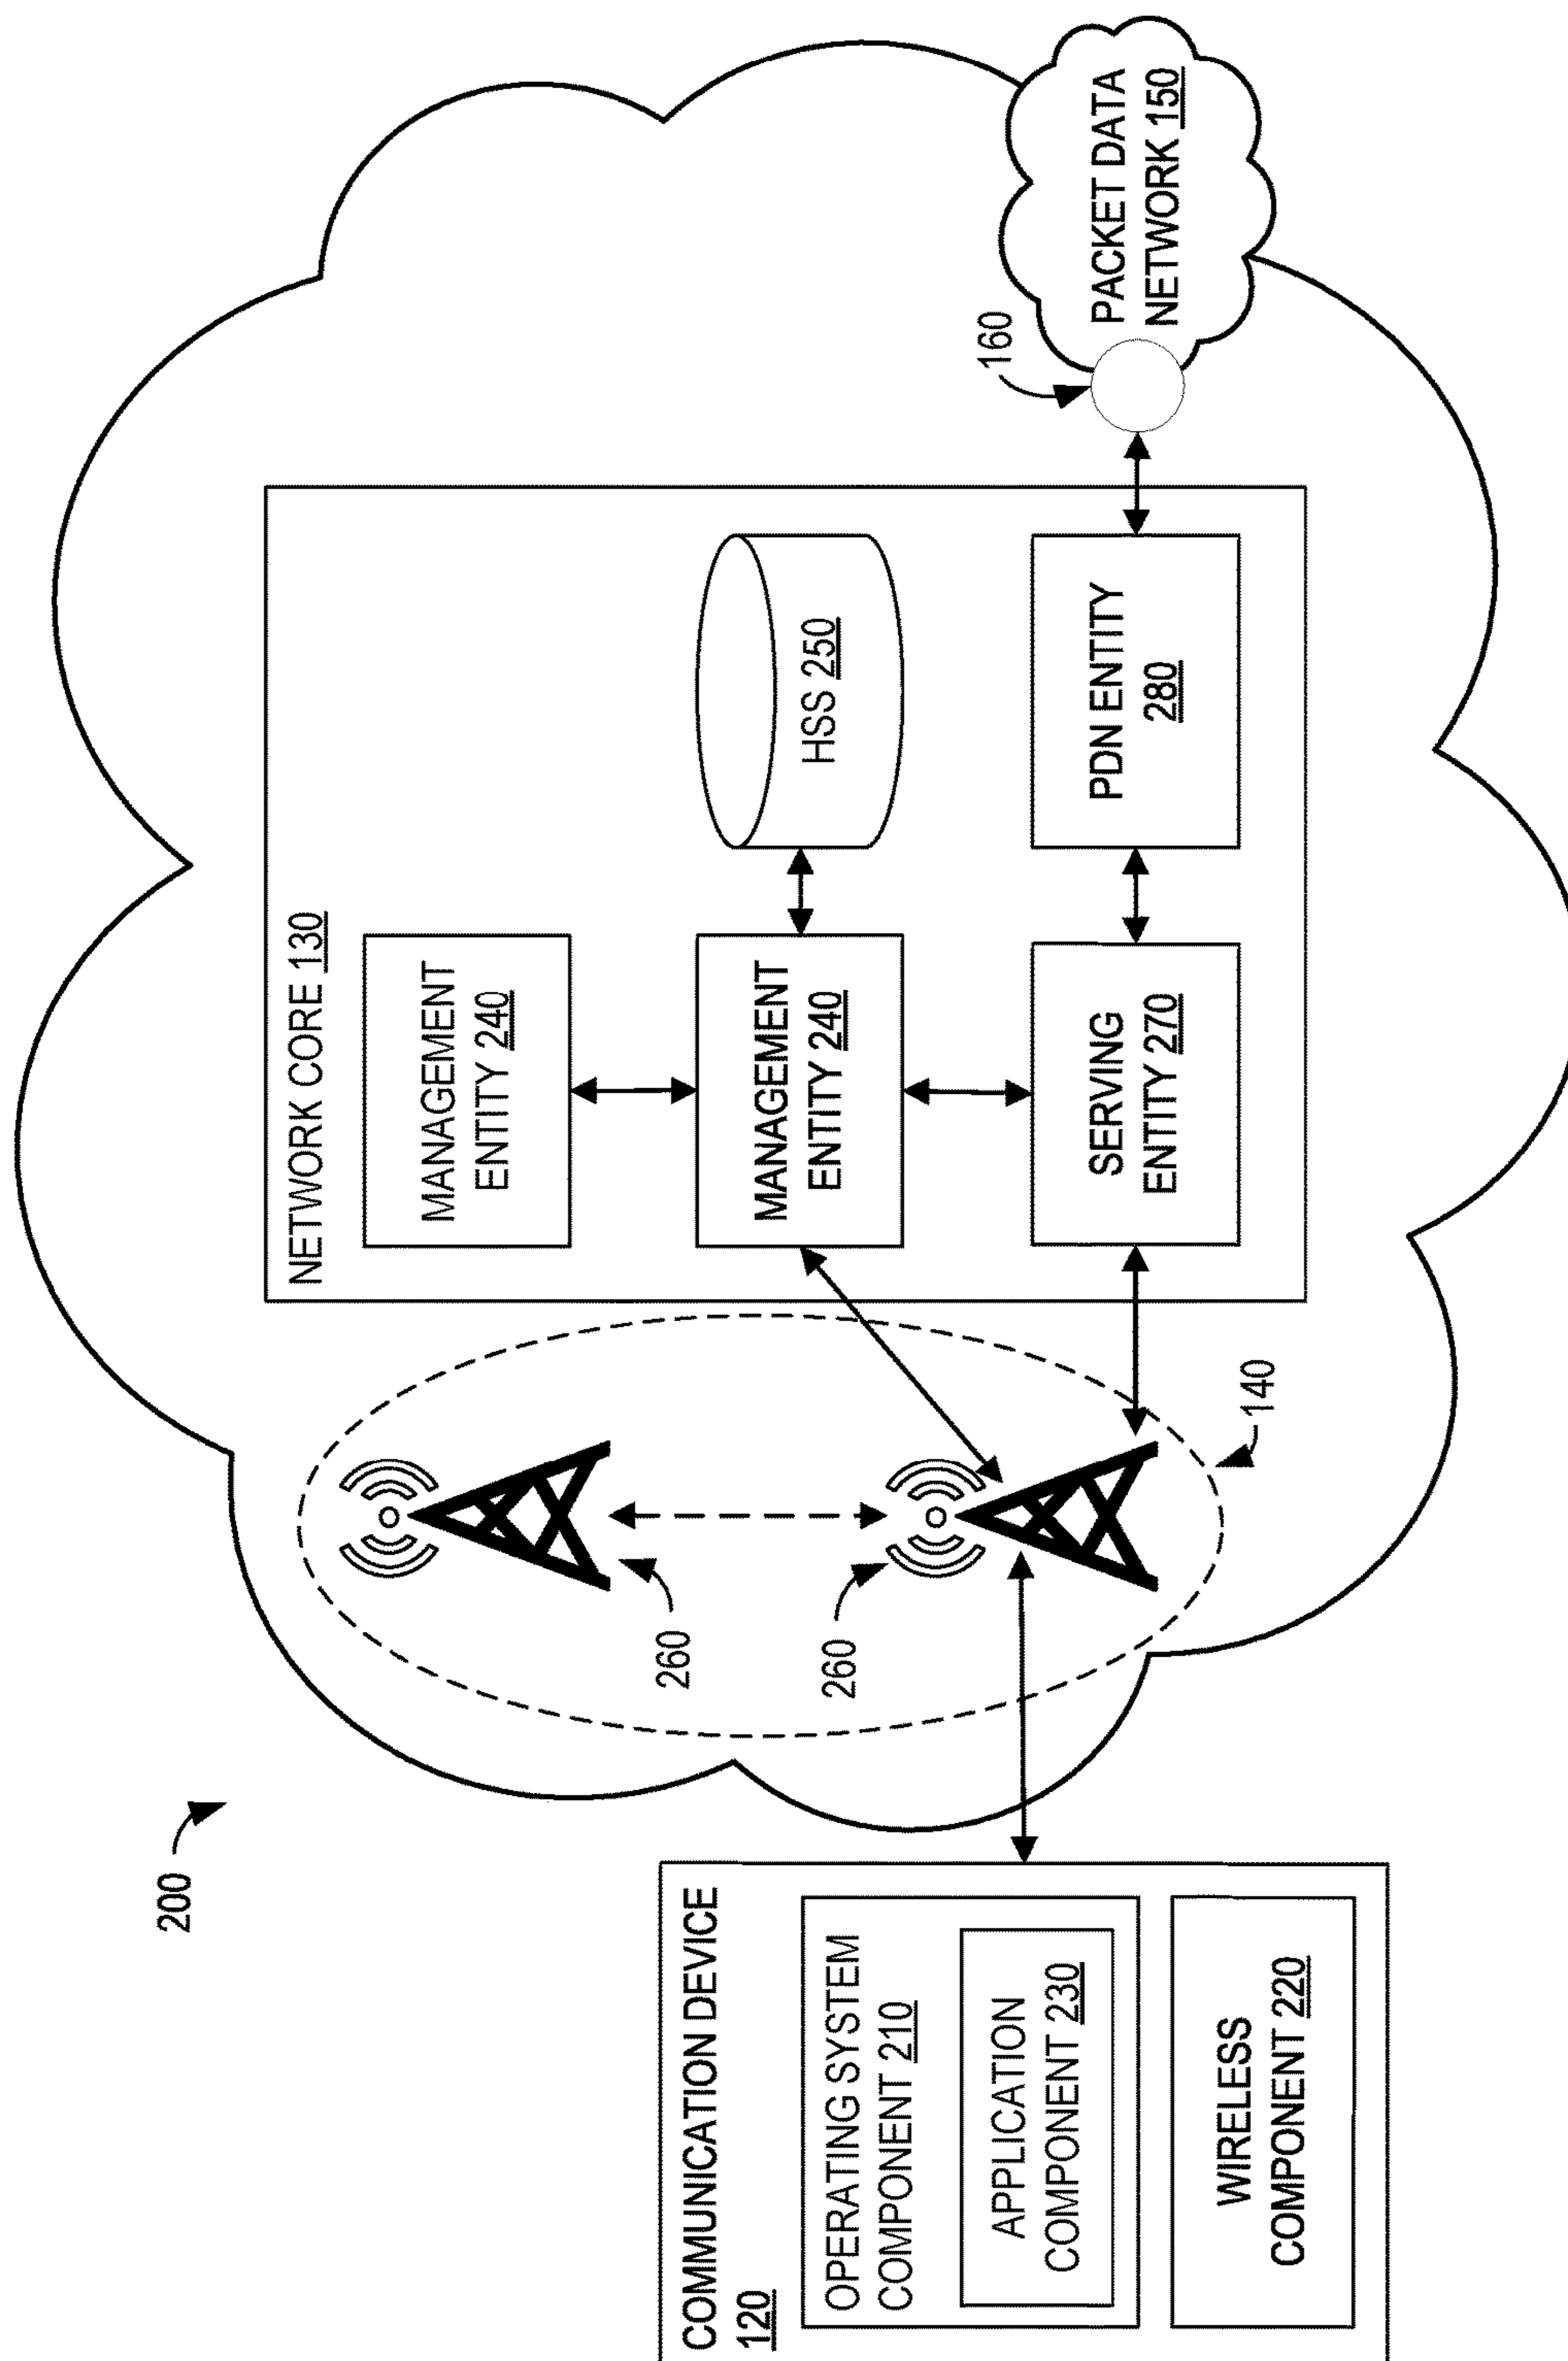 200
COMMUNICATION DEVICE
120
OPERATING SYSTEM
COMPONENT 210
APPLICATION
COMPONENT 230
WIRELESS
COMPONENT 220
260
260
140
NETWORK CORE 130
MANAGEMENT
ENTITY 240
MANAGEMENT
ENTITY 240
HSS 250
SERVING
ENTITY 270
PDN ENTITY
280
160
PACKET DATA
NETWORK 150